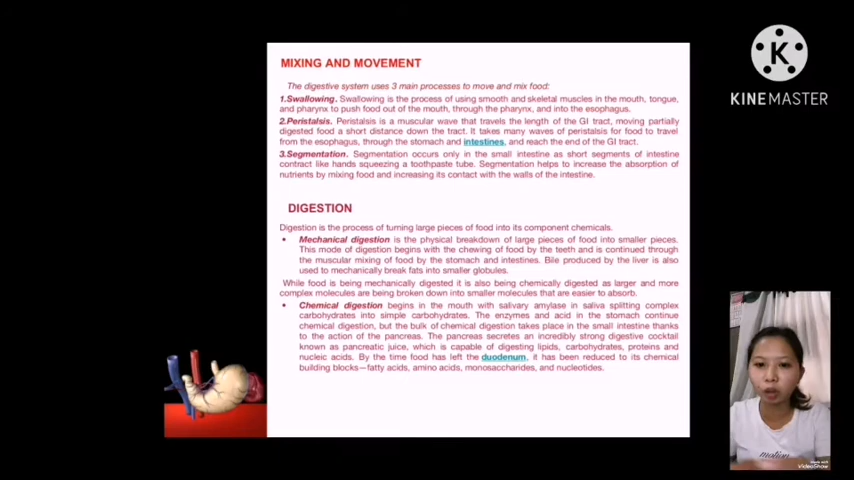 MIXING AND MOVEMENT
The digestive system uses 3 main processes to move and mix food:
1.Swallowing. Swallowing is the process of using smooth and skeletal muscles in the mouth, tongue,
and pharynx to push food out of the mouth, through the pharynx, and into the esophagus.
2.Peristalsis. Peristalsis is a muscular wave that travels the length of the GI tract, moving partially
digested food a short distance down the tract. It takes many waves of peristalsis for food to travel
from the esophagus, through the stomach and intestines, and reach the end of the GI tract.
3.Segmentation. Segmentation occurs only in the small intestine as short segments of intestine
contract like hands squeezing a toothpaste tube. Segmentation helps to increase the absorption of
nutrients by mixing food and increasing its contact with the walls of the intestine.
DIGESTION
Digestion is the process of turning large pieces of food into its component chemicals.
• Mechanical digestion is the physical breakdown of large pieces of food into smaller pieces.
This mode of digestion begins with the chewing of food by the teeth and is continued through
the muscular mixing of food by the stomach and intestines. Bile produced by the liver is also
used to mechanically break fats into smaller globules.
While food is being mechanically digested it is also being chemically digested as larger and more
complex molecules are being broken down into smaller molecules that are easier to absorb.
• Chemical digestion begins in the mouth with salivary amylase in saliva splitting complex
carbohydrates into simple carbohydrates. The enzymes and acid in the stomach continue
chemical digestion, but the bulk of chemical digestion takes place in the small intestine thanks
to the action of the pancreas. The pancreas secretes an incredibly strong digestive cocktail
known as pancreatic juice, which is capable of digesting lipids, carbohydrates, proteins and
nucleic acids. By the time food has left the duodenum, it has been reduced to its chemical
building blocks—fatty acids, amino acids, monosaccharides, and nucleotides.
K
KINEMASTER
motion
VideoShow